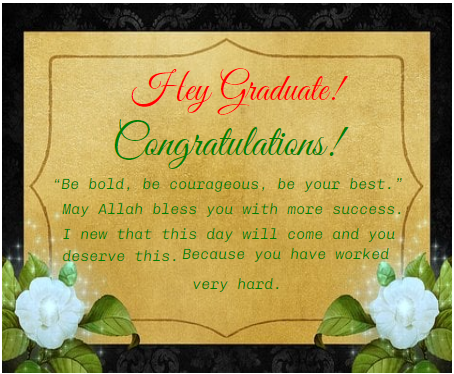 Hey Graduate!
Congratulations!
“Be bold, be courageous, be your best.”
May Allah bless you with more success.
I new that this day will come and you
deserve this. Because you have worked
very hard.